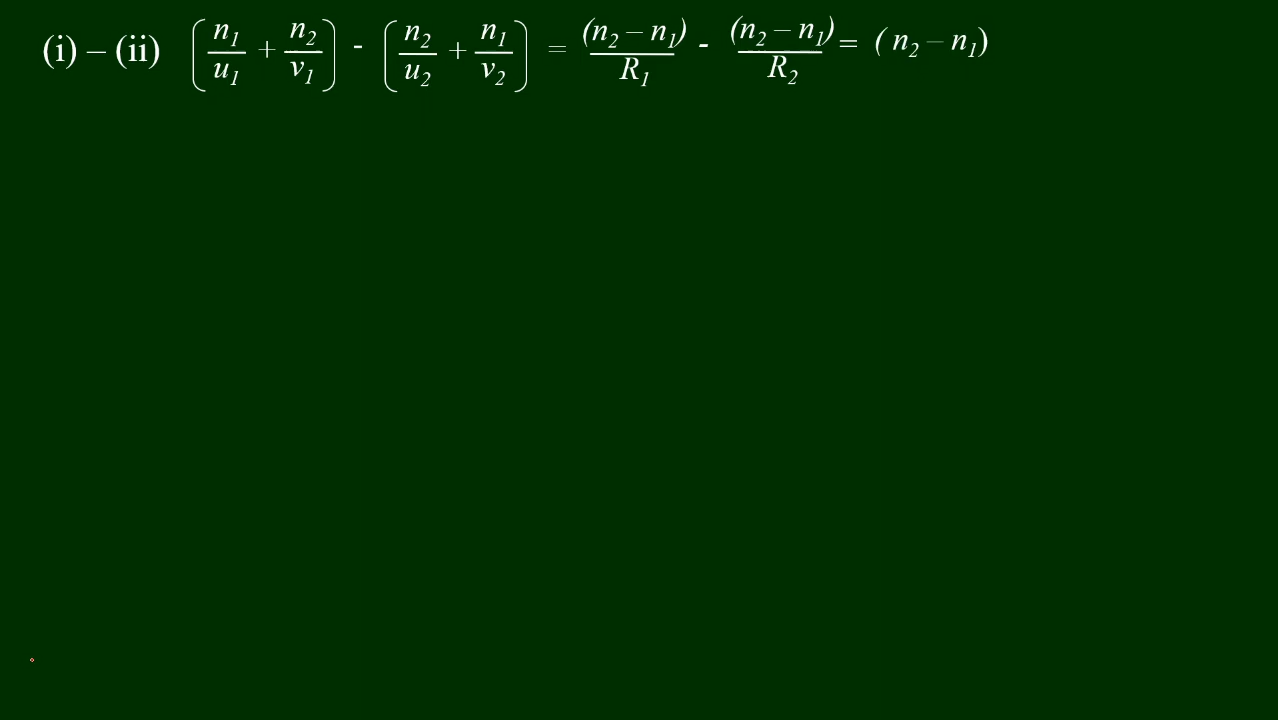 (i) – (ii) (n₁/u₁ + n₂/v₁) - (n₂/u₂ + n₁/v₂) = (n₂ – n₁)/R₁ - (n₂ – n₁)/R₂ = ( n₂ – n₁)